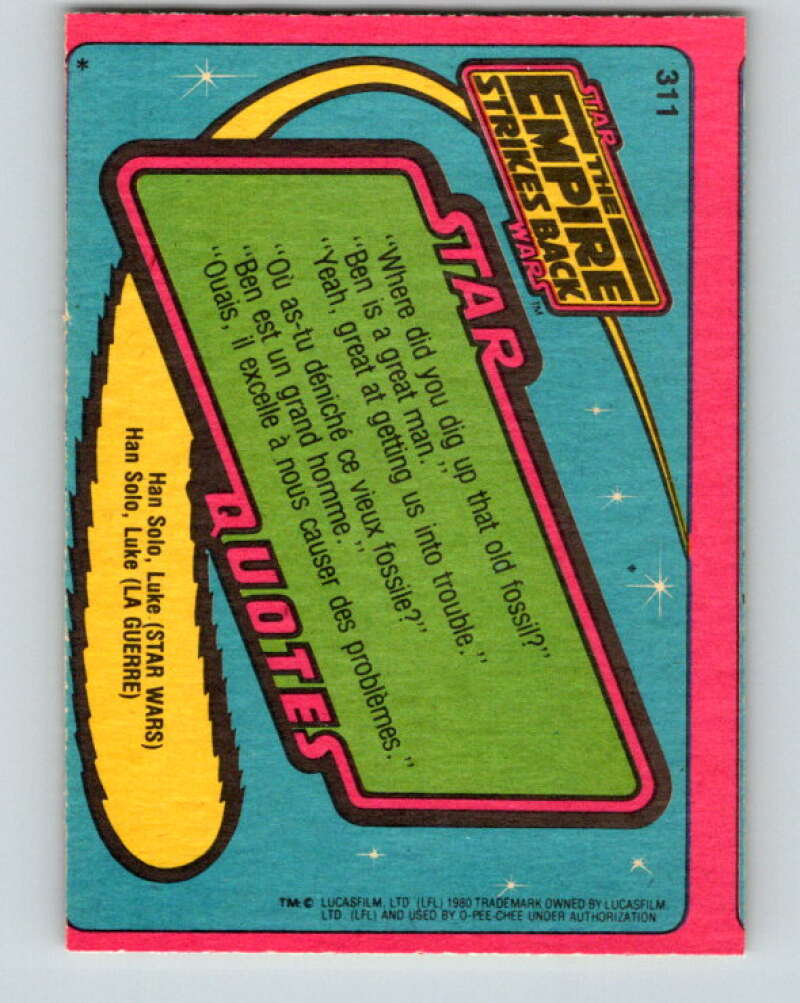 311
STAR
THE
EMPIRE
STRIKES BACK
WARS™
STAR
"Where did you dig up that old fossil?"
"Ben is a great man."
"Yeah, great at getting us into trouble."
"Où as-tu déniché ce vieux fossile?"
"Ben est un grand homme."
"Ouais, il excelle à nous causer des problèmes."
QUOTES
Han Solo, Luke (STAR WARS)
Han Solo, Luke (LA GUERRE)
*
*
TM: © LUCASFILM, LTD. (LFL) 1980 TRADEMARK OWNED BY LUCASFILM,
LTD. (LFL) AND USED BY O-PEE-CHEE UNDER AUTHORIZATION